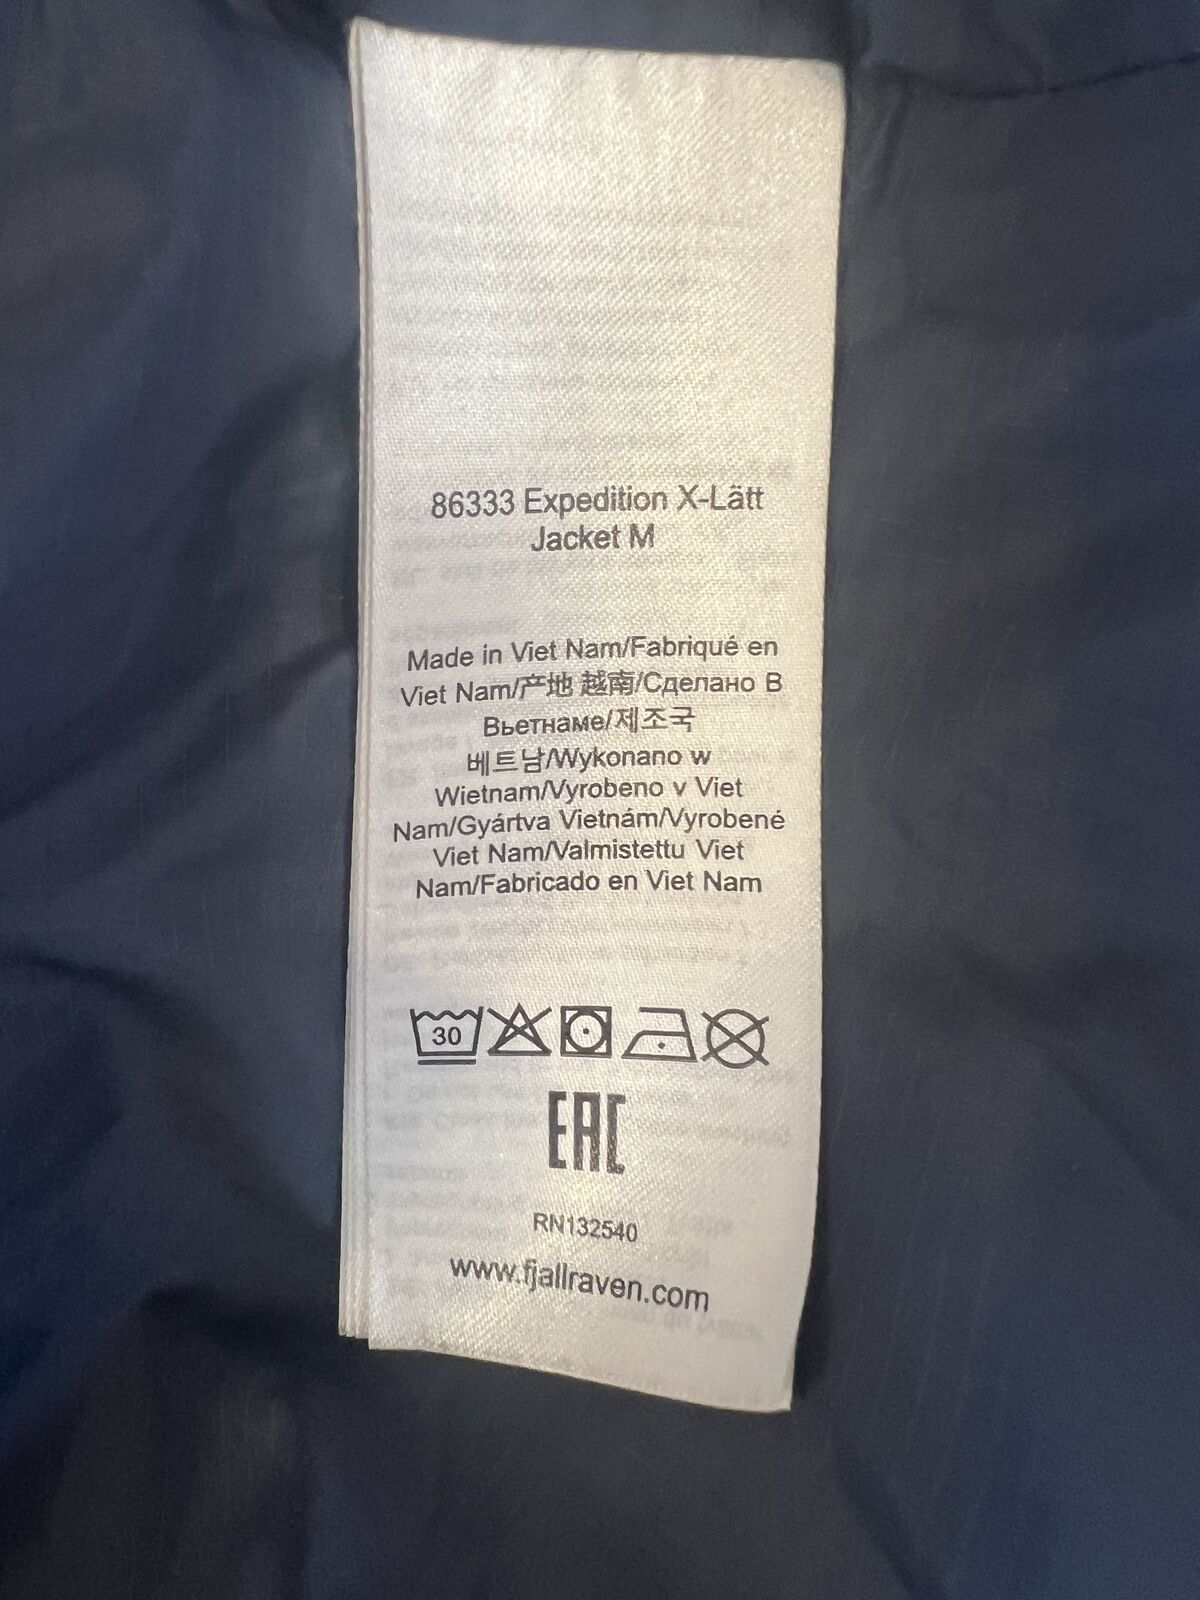 86333 Expedition X-Lätt
Jacket M
Made in Viet Nam/Fabriqué en
Viet Nam/产地 越南/Сделано В
Вьетнаме/제조국
베트남/Wykonano w
Wietnam/Vyrobeno v Viet
Nam/Gyártva Vietnám/Vyrobené
Viet Nam/Valmistettu Viet
Nam/Fabricado en Viet Nam
30
EAC
RN132540
www.fjallraven.com